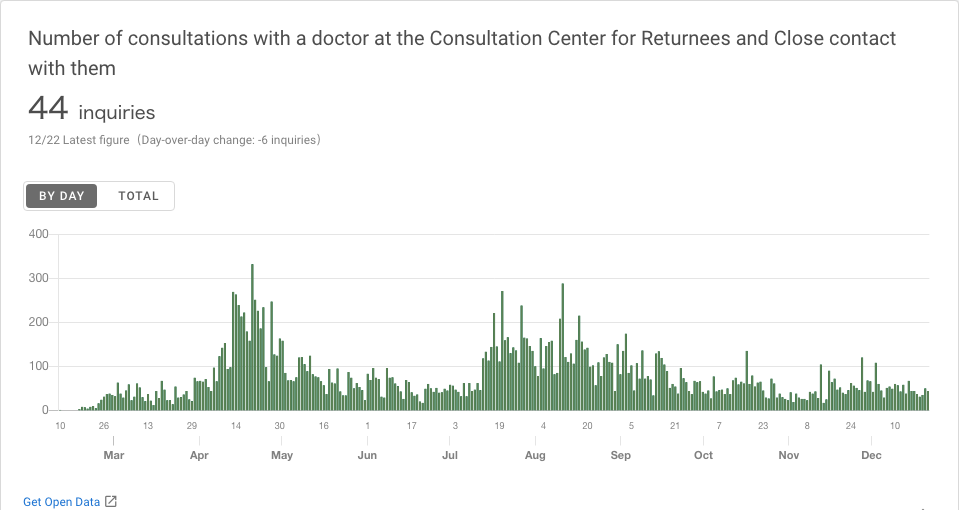 Number of consultations with a doctor at the Consultation Center for Returnees and Close contact
with them
44 inquiries
12/22 Latest figure (Day-over-day change: -6 inquiries)
BY DAY TOTAL
400
300
200
100
0
10 26 13 29 14 30 16 1 17 3 19 4 20 5 21 7 23 8 24 10
Mar Apr May Jun Jul Aug Sep Oct Nov Dec
Get Open Data